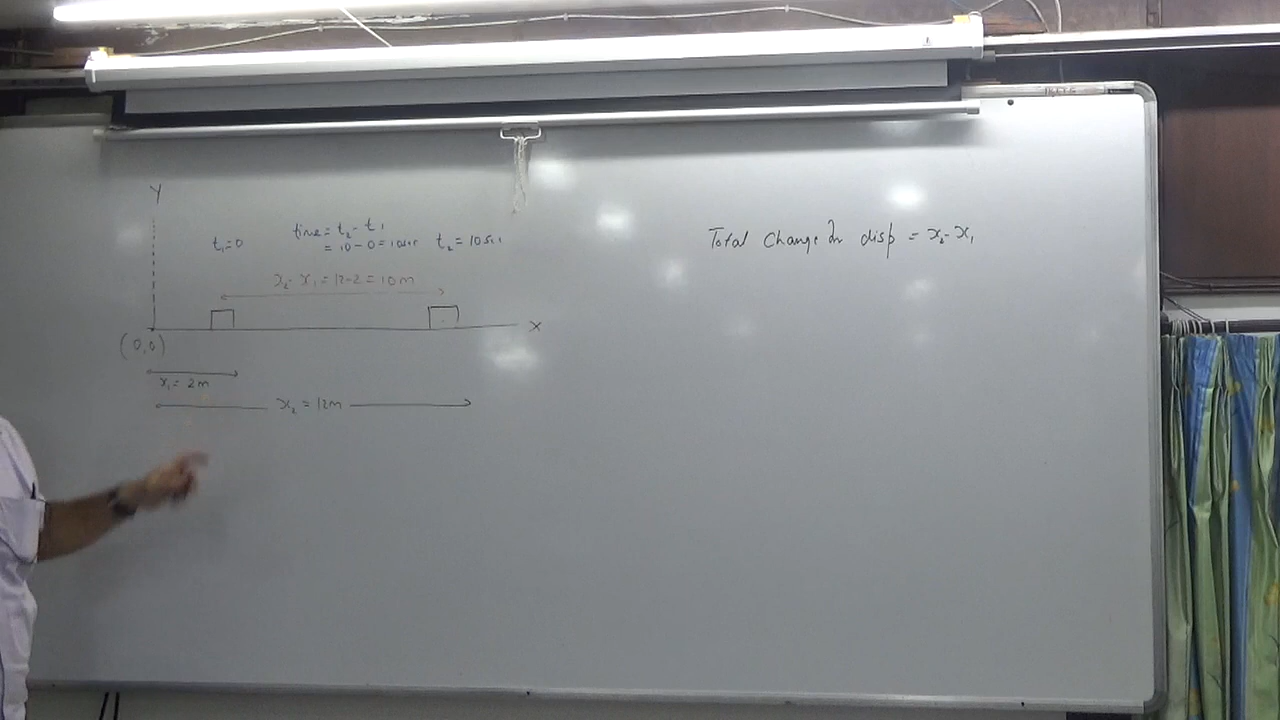 Y
time = t₂ - t₁
t₁=0
= 10-0=10sec
t₂ = 10sec
Total Change In disp = x₂-x₁
x₂- x₁ = 12-2 = 10m
X
(0,0)
x₁= 2m
x₂ = 12m